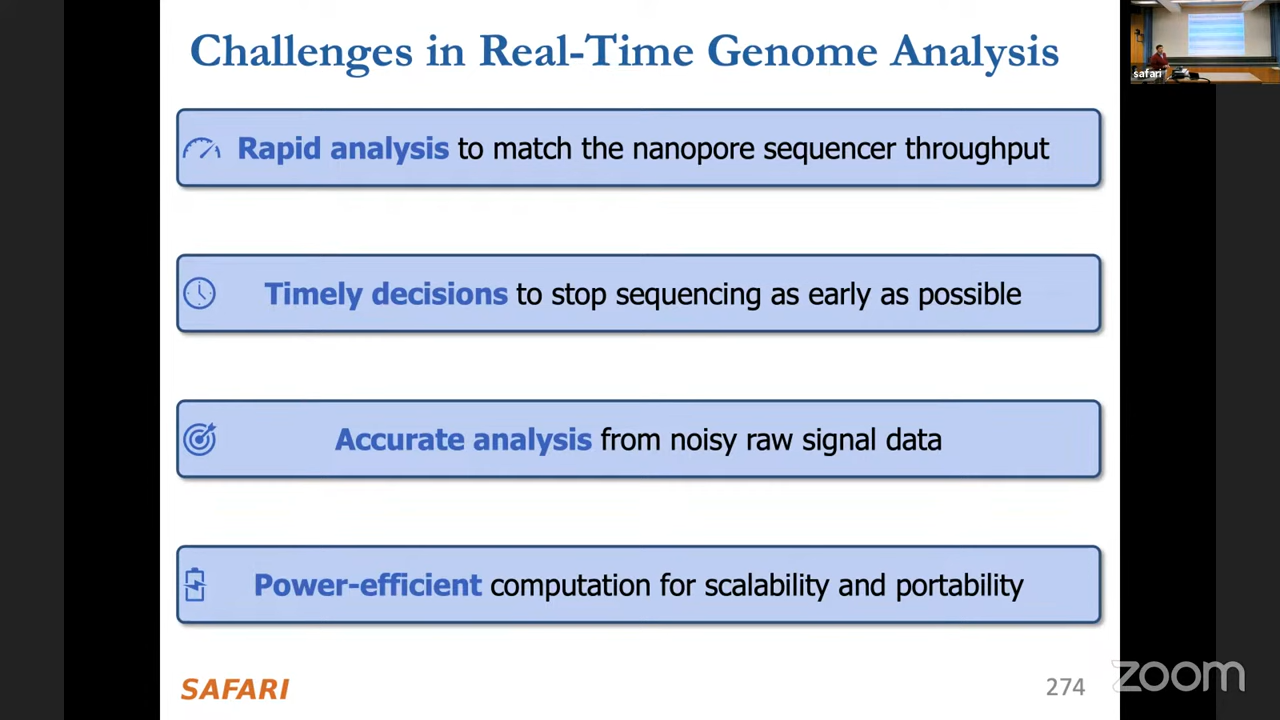 Challenges in Real-Time Genome Analysis
safari
Rapid analysis to match the nanopore sequencer throughput
Timely decisions to stop sequencing as early as possible
Accurate analysis from noisy raw signal data
Power-efficient computation for scalability and portability
SAFARI
274
zoom